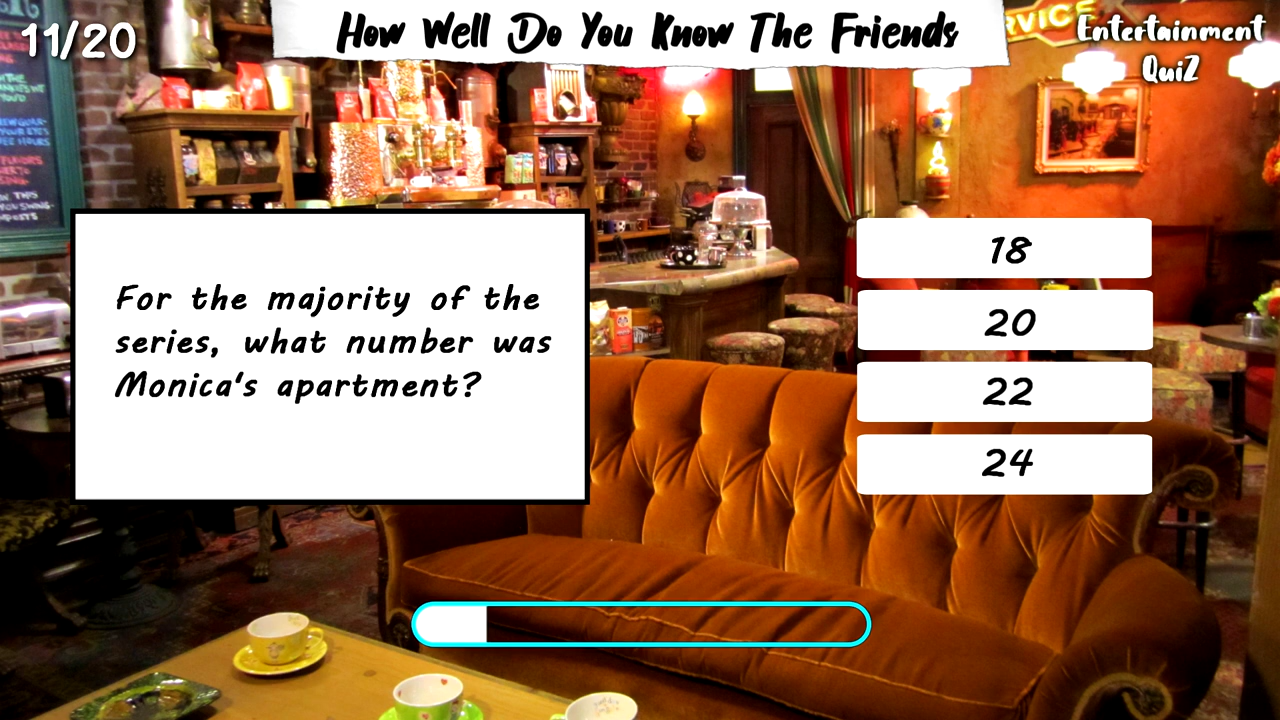 11/20
How Well Do You Know The Friends
Entertainment
QuiZ
RVICE
For the majority of the
series, what number was
Monica's apartment?
18
20
22
24